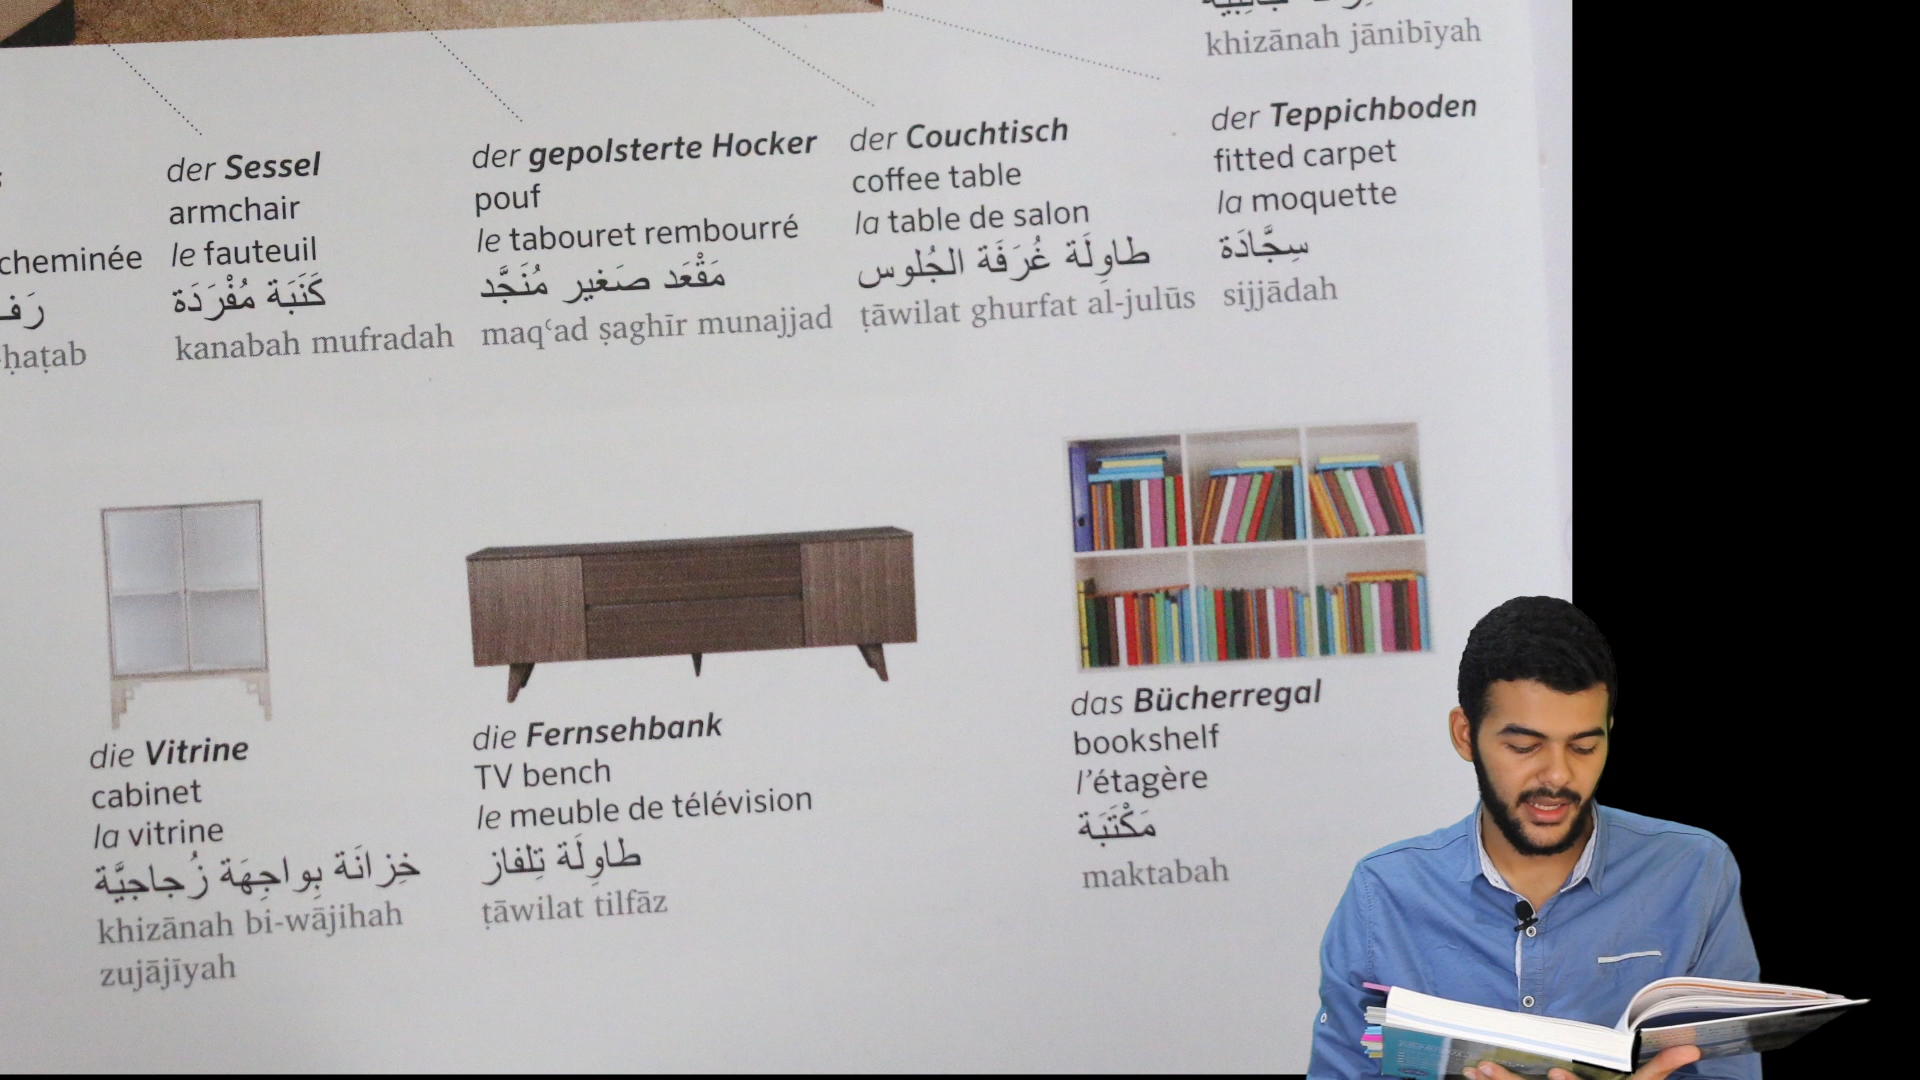 khizānah jānibīyah
cheminée
رَف
-ḥaṭab
der Sessel
armchair
le fauteuil
كَنَبَة مُفْرَدَة
kanabah mufradah
der gepolsterte Hocker
pouf
le tabouret rembourré
مَقْعَد صَغير مُنَجَّد
maqʿad ṣaghīr munajjad
der Couchtisch
coffee table
la table de salon
طاوِلَة غُرَفَة الجُلوس
ṭāwilat ghurfat al-julūs
der Teppichboden
fitted carpet
la moquette
سِجَّادَة
sijjādah
die Vitrine
cabinet
la vitrine
خِزانَة بِواجِهَة زُجاجيَّة
khizānah bi-wājihah
zujājīyah
die Fernsehbank
TV bench
le meuble de télévision
طاوِلَة تِلفاز
ṭāwilat tilfāz
das Bücherregal
bookshelf
l’étagère
مَكْتَبَة
maktabah